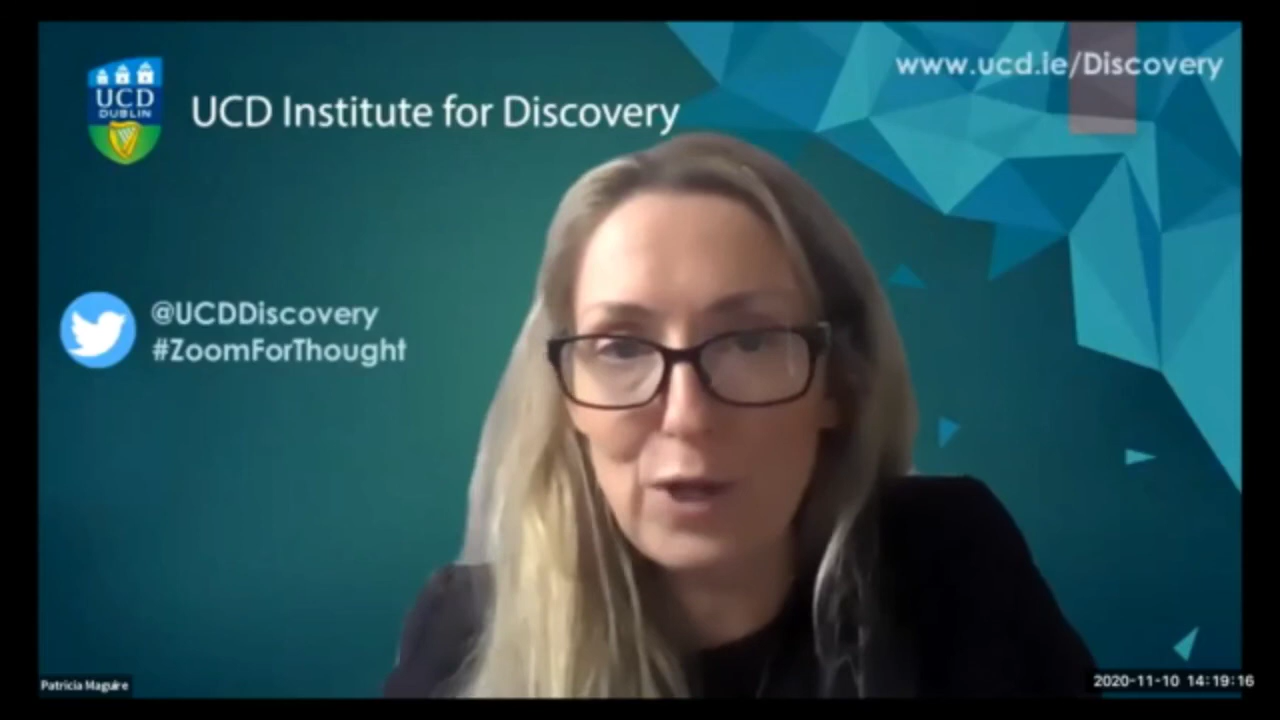 UCD
DUBLIN
UCD Institute for Discovery
www.ucd.ie/Discovery
@UCDDiscovery
#ZoomForThought
Patricia Maguire
2020-11-10 14:19:16